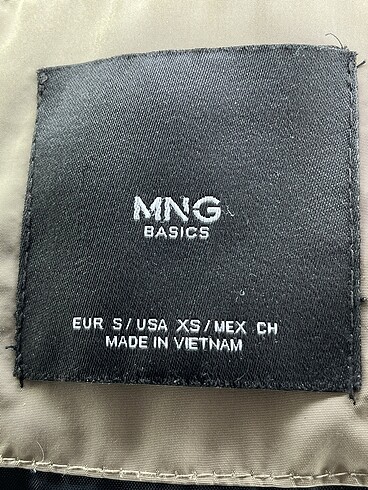 MNG
BASICS
EUR S/USA XS/MEX CH
MADE IN VIETNAM